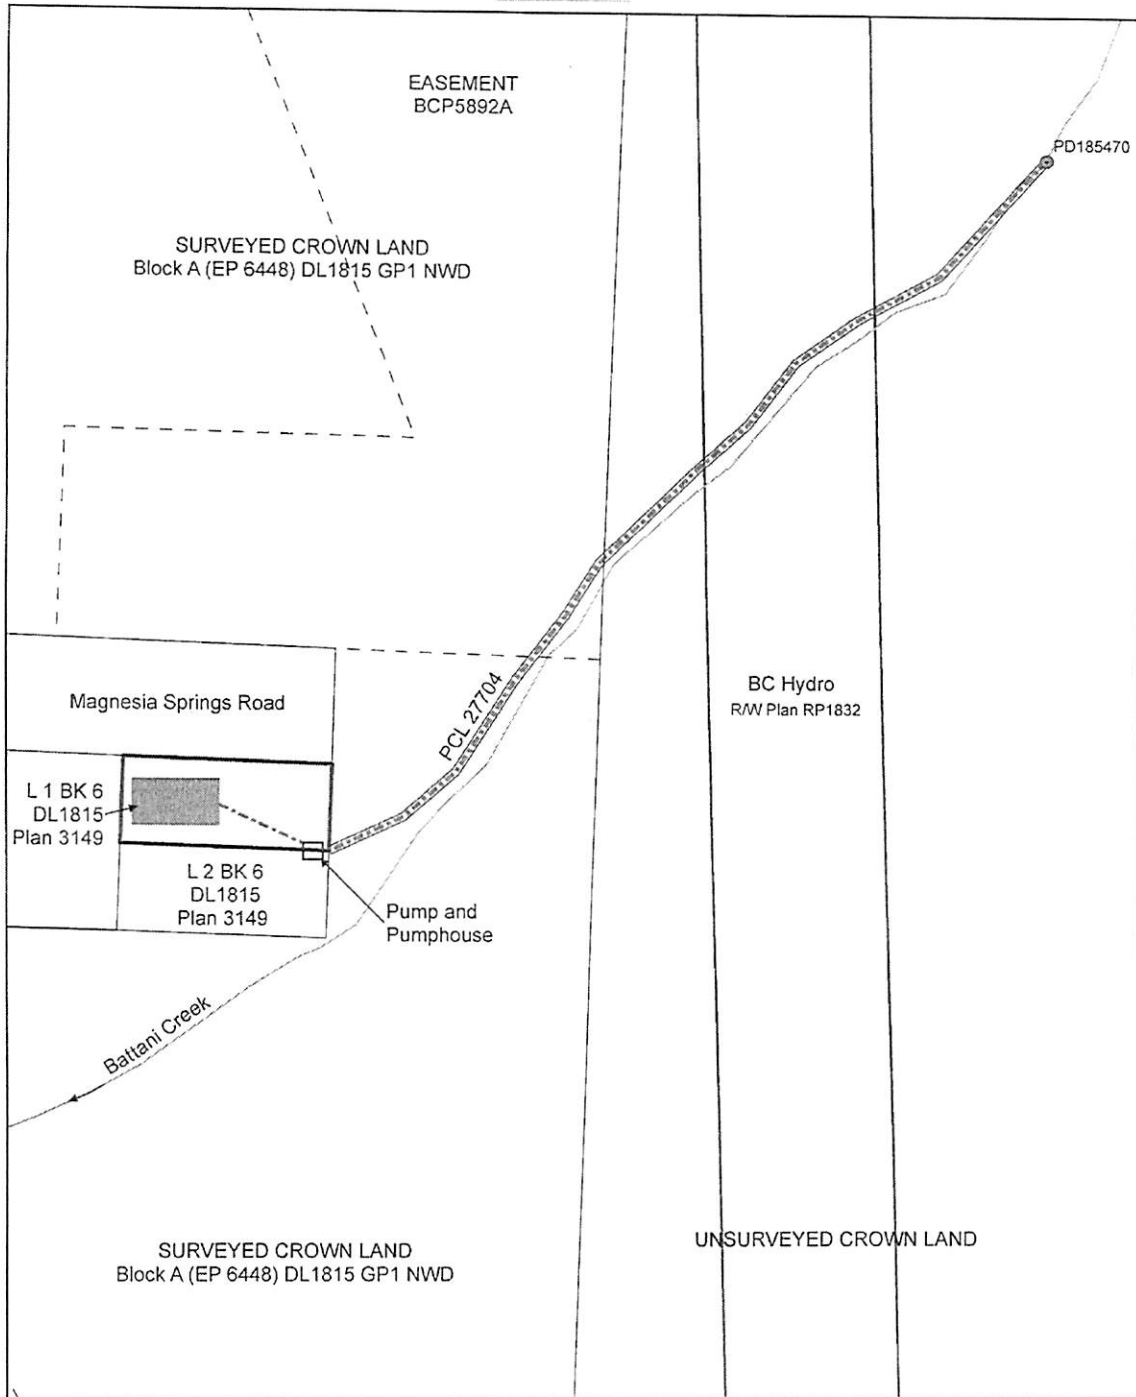 EASEMENT
BCP5892A
PD185470
SURVEYED CROWN LAND
Block A (EP 6448) DL1815 GP1 NWD
PCL 27704
BC Hydro
R/W Plan RP1832
Magnesia Springs Road
L 1 BK 6
DL1815
Plan 3149
L 2 BK 6
DL1815
Plan 3149
Pump and
Pumphouse
Battani Creek
SURVEYED CROWN LAND
Block A (EP 6448) DL1815 GP1 NWD
UNSURVEYED CROWN LAND